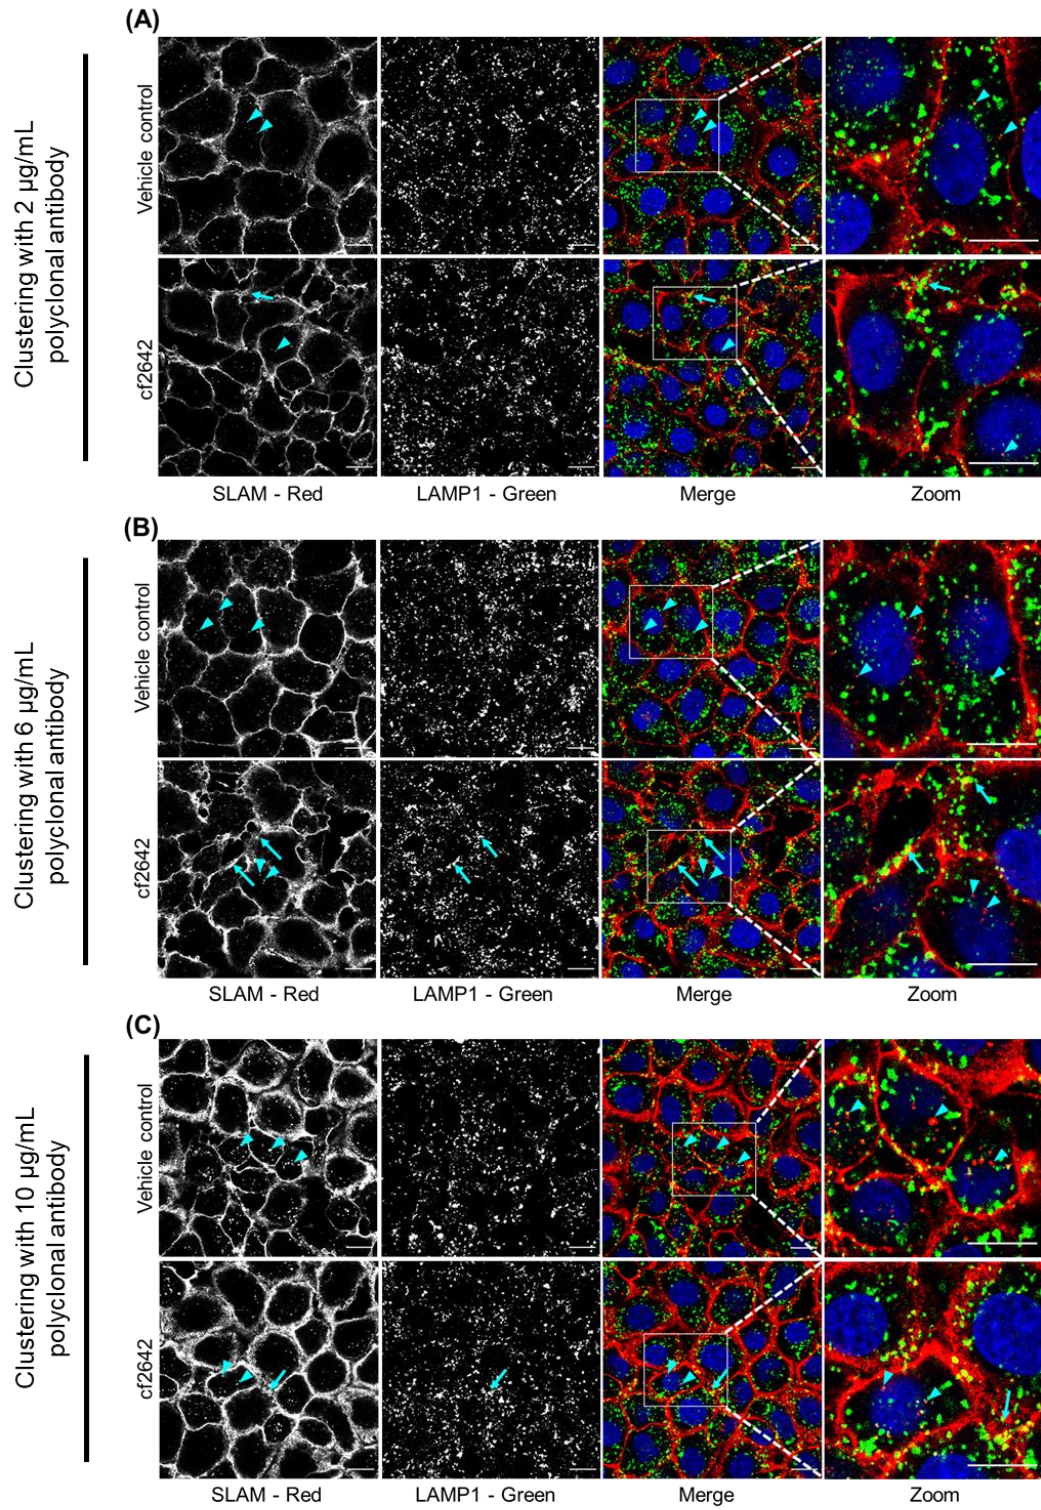 (A)
Clustering with 2 µg/mL
polyclonal antibody
Vehicle control
cf2642
SLAM - Red
LAMP1 - Green
Merge
Zoom
(B)
Clustering with 6 µg/mL
polyclonal antibody
Vehicle control
cf2642
SLAM - Red
LAMP1 - Green
Merge
Zoom
(C)
Clustering with 10 µg/mL
polyclonal antibody
Vehicle control
cf2642
SLAM - Red
LAMP1 - Green
Merge
Zoom